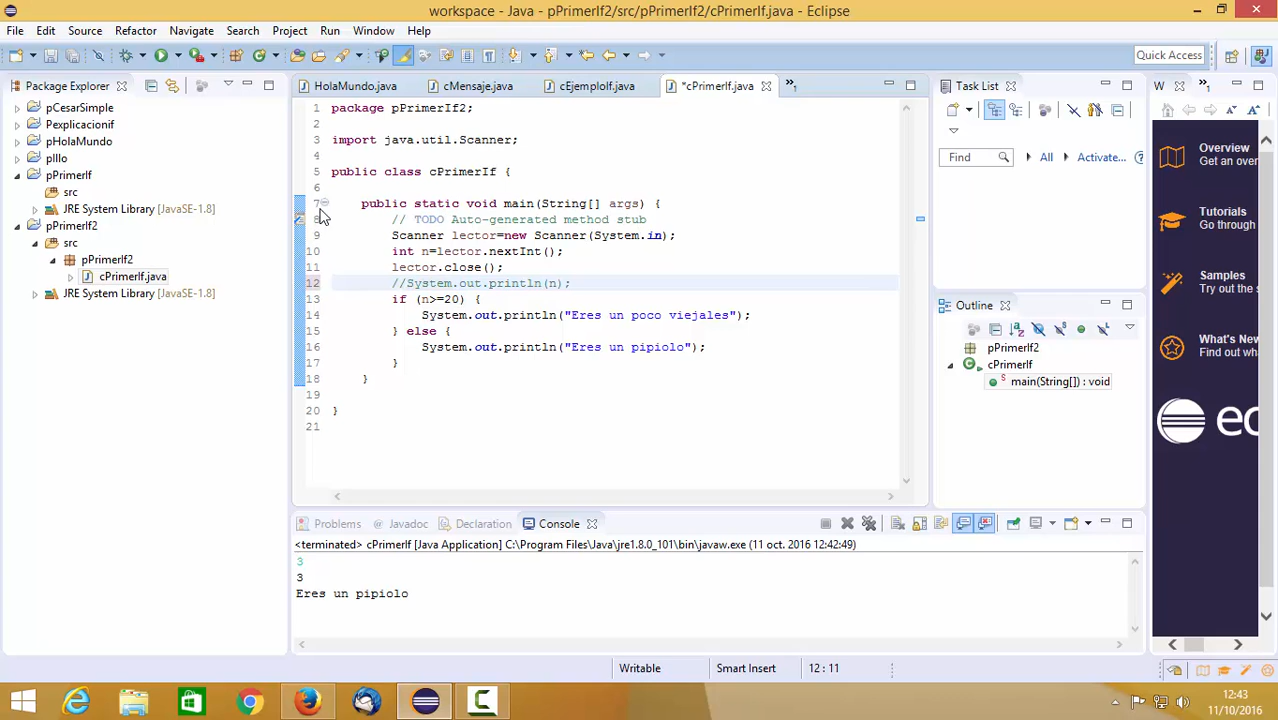 workspace - Java - pPrimerIf2/src/pPrimerIf2/cPrimerIf.java - Eclipse
File Edit Source Refactor Navigate Search Project Run Window Help
Quick Access
Package Explorer
HolaMundo.java
cMensaje.java
cEjemploIf.java
*cPrimerIf.java
Task List
W
pCesarSimple
Pexplicacionif
pHolaMundo
pIllo
pPrimerIf
src
JRE System Library [JavaSE-1.8]
pPrimerIf2
src
pPrimerIf2
cPrimerIf.java
JRE System Library [JavaSE-1.8]
1 package pPrimerIf2;
2
3 import java.util.Scanner;
4
5 public class cPrimerIf {
6
7 public static void main(String[] args) {
8 // TODO Auto-generated method stub
9 Scanner lector=new Scanner(System.in);
10 int n=lector.nextInt();
11 lector.close();
12 //System.out.println(n);
13 if (n>=20) {
14 System.out.println("Eres un poco viejales");
15 } else {
16 System.out.println("Eres un pipiolo");
17 }
18 }
19
20 }
21
Find All Activate...
Outline
pPrimerIf2
cPrimerIf
main(String[]) : void
Overview
Get an over
Tutorials
Go through
Samples
Try out the s
What's New
Find out wha
ec
Problems Javadoc Declaration Console
<terminated> cPrimerIf [Java Application] C:\Program Files\Java\jre1.8.0_101\bin\javaw.exe (11 oct. 2016 12:42:49)
3
3
Eres un pipiolo
Writable Smart Insert 12 : 11
12:43
11/10/2016